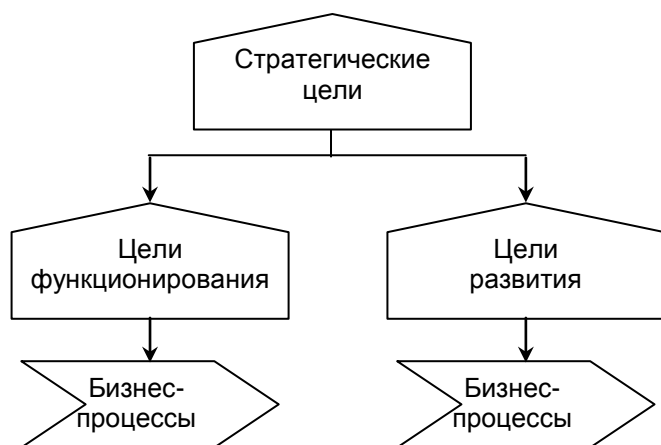 Стратегические
цели
Цели
функционирования
Цели
развития
Бизнес-
процессы
Бизнес-
процессы